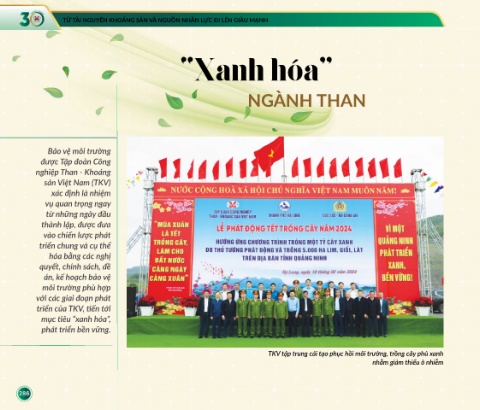 30
TỪ TÀI NGUYÊN KHOÁNG SẢN VÀ NGUỒN NHÂN LỰC ĐI LÊN GIÀU MẠNH
"Xanh hóa"
NGÀNH THAN
Bảo vệ môi trường
được Tập đoàn Công
nghiệp Than - Khoáng
sản Việt Nam (TKV)
xác định là nhiệm
vụ quan trọng ngay
từ những ngày đầu
thành lập, được đưa
vào chiến lược phát
triển chung và cụ thể
hóa bằng các nghị
quyết, chính sách, đề
án, kế hoạch bảo vệ
môi trường phù hợp
với các giai đoạn phát
triển của TKV, tiến tới
mục tiêu "xanh hóa",
phát triển bền vững.
NƯỚC CỘNG HOÀ XÃ HỘI CHỦ NGHĨA VIỆT NAM MUÔN NĂM!
LỄ PHÁT ĐỘNG TẾT TRỒNG CÂY NĂM 2024
HƯỞNG ỨNG CHƯƠNG TRÌNH TRỒNG MỘT TỶ CÂY XANH
DO THỦ TƯỚNG PHÁT ĐỘNG VÀ TRỒNG 5.000 HA LIM, GIỔI, LÁT
TRÊN ĐỊA BÀN TỈNH QUẢNG NINH
"MÙA XUÂN
LÀ TẾT
TRỒNG CÂY,
LÀM CHO
ĐẤT NƯỚC
CÀNG NGÀY
CÀNG XUÂN"
VÌ MỘT
QUẢNG NINH
PHÁT TRIỂN
XANH,
BỀN VỮNG!
TKV tập trung cải tạo phục hồi môi trường, trồng cây phủ xanh
nhằm giảm thiểu ô nhiễm
284